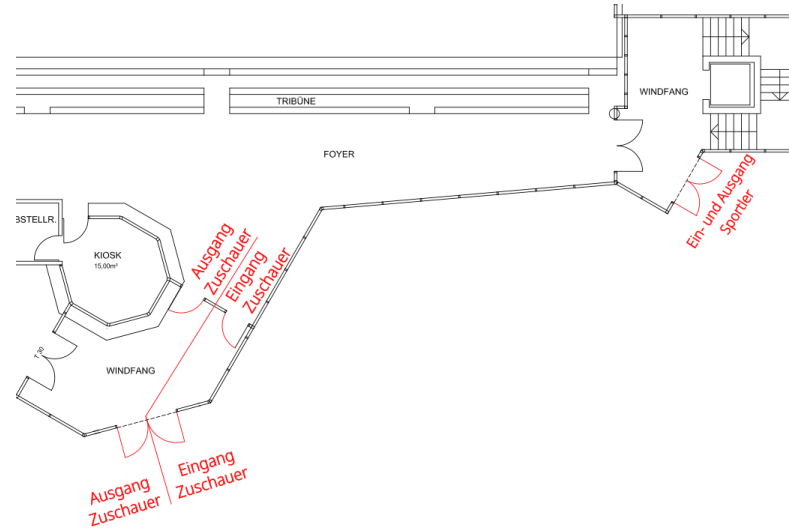 WINDFANG
TRIBÜNE
FOYER
Ein- und Ausgang
Sportler
BSTELLR.
KIOSK
15,00m²
Ausgang
Zuschauer
Eingang
Zuschauer
T 30
WINDFANG
Ausgang
Zuschauer
Eingang
Zuschauer